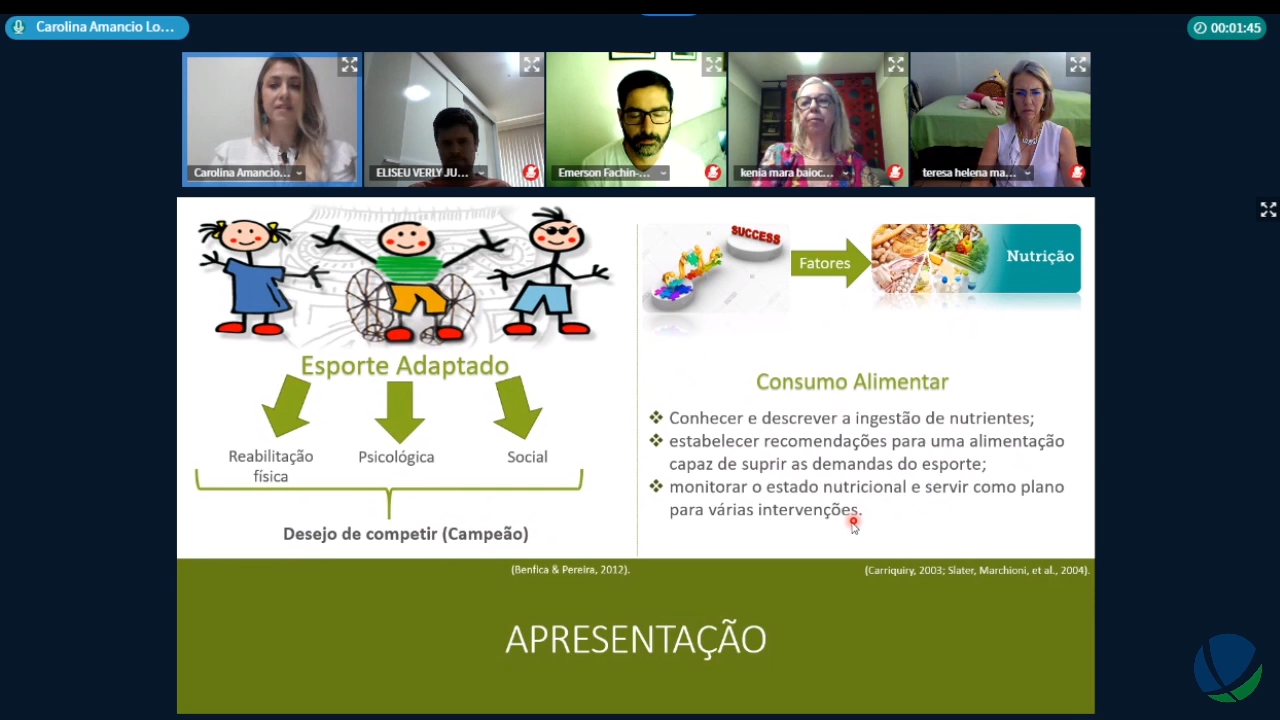 Carolina Amancio Lo...
00:01:45
Carolina Amancio...
ELISEU VERLY JU...
Emerson Fachin-...
kenia mara baioc...
teresa helena ma...
Esporte Adaptado
Reabilitação
física
Psicológica
Social
Desejo de competir (Campeão)
(Benfica & Pereira, 2012).
SUCCESS
Fatores
Nutrição
Consumo Alimentar
❖ Conhecer e descrever a ingestão de nutrientes;
❖ estabelecer recomendações para uma alimentação
capaz de suprir as demandas do esporte;
❖ monitorar o estado nutricional e servir como plano
para várias intervenções.
(Carriquiry, 2003; Slater, Marchioni, et al., 2004).
APRESENTAÇÃO